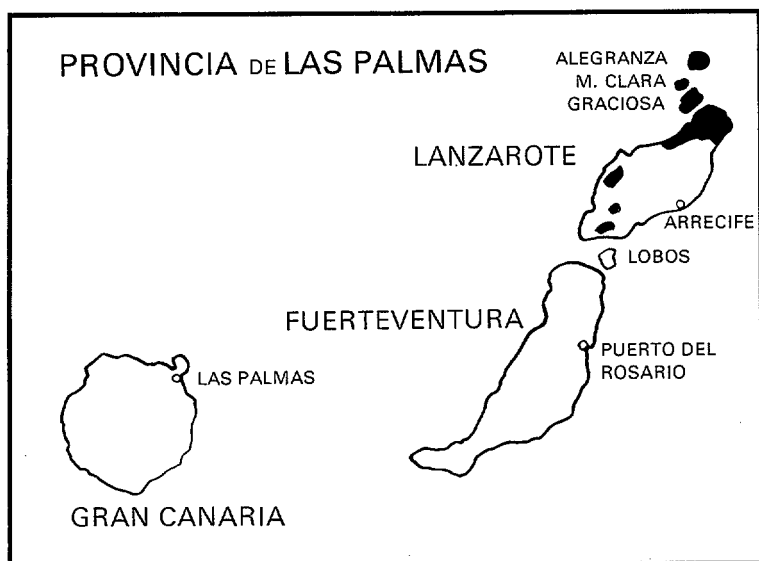 PROVINCIA DE LAS PALMAS
ALEGRANZA
M. CLARA
GRACIOSA
LANZAROTE
ARRECIFE
LOBOS
FUERTEVENTURA
PUERTO DEL
ROSARIO
LAS PALMAS
GRAN CANARIA